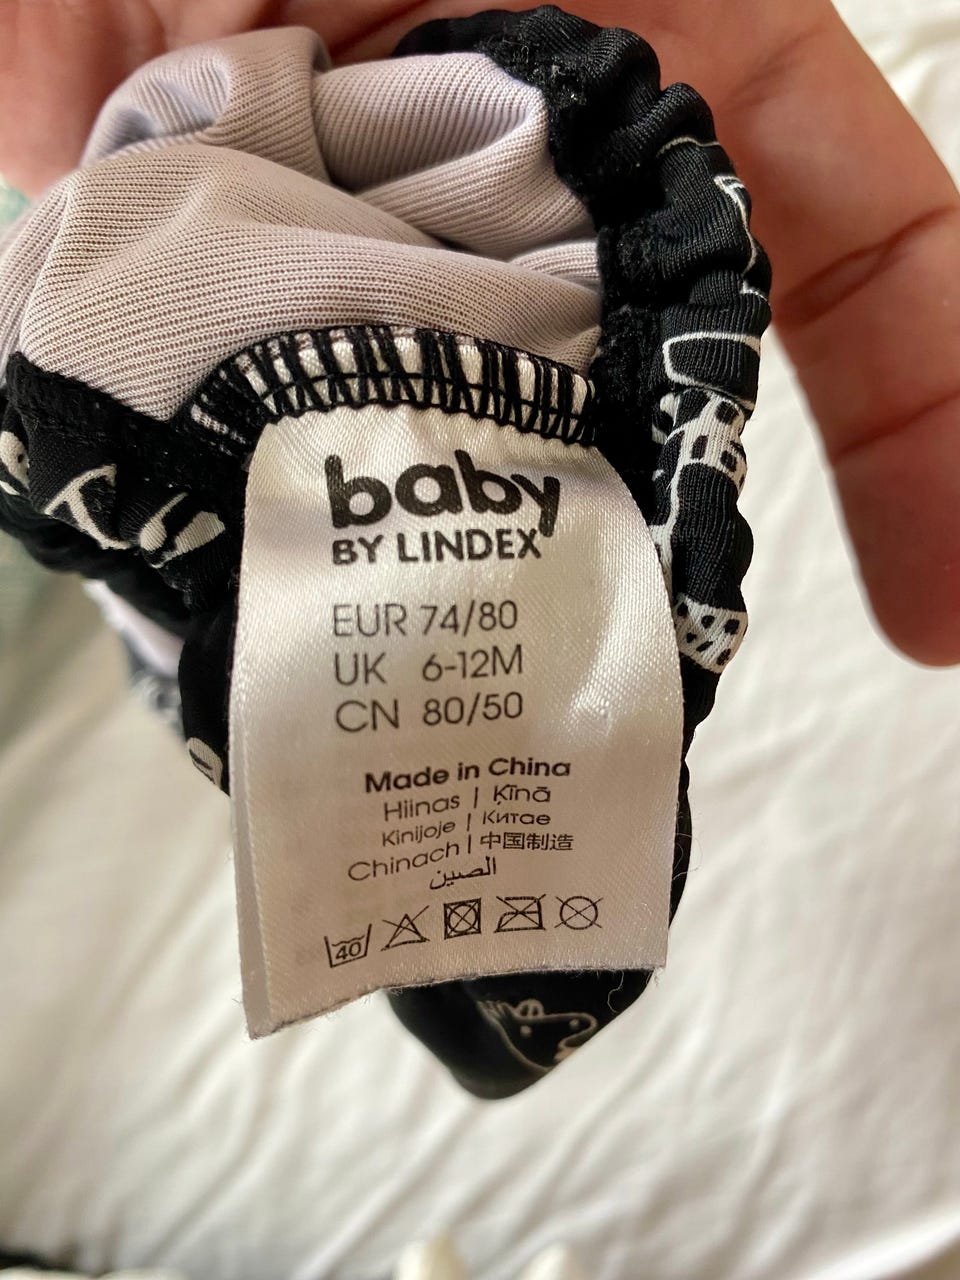 baby
BY LINDEX
EUR 74/80
UK 6-12M
CN 80/50
Made in China
Hiinas | Ķīnā
Kinijoje | Китае
Chinach | 中国制造
الصين
40